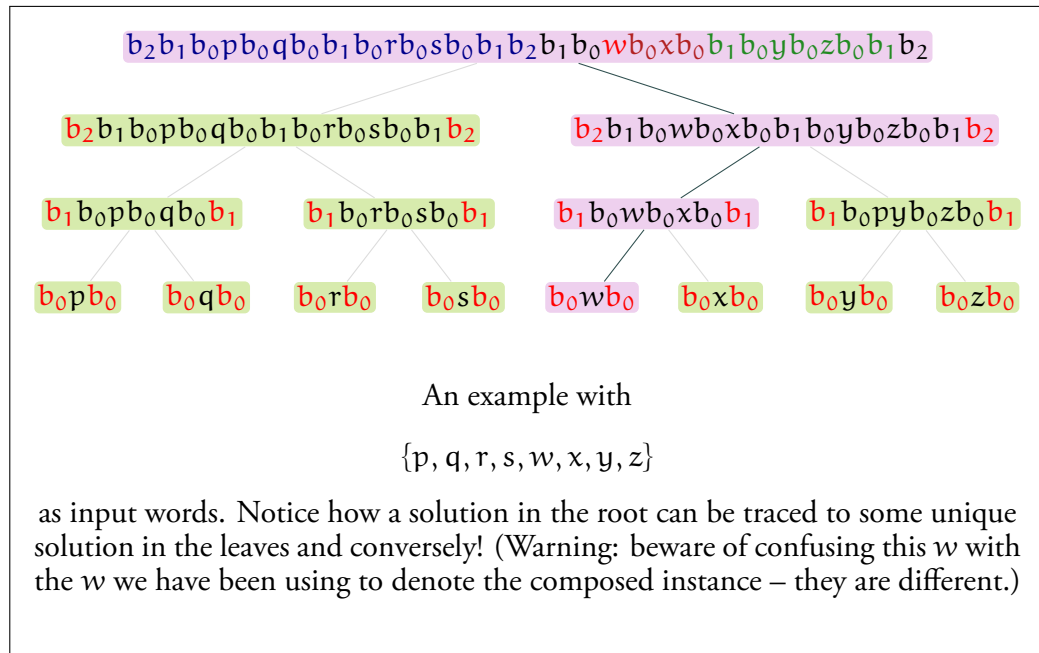 b₂b₁b₀pb₀qb₀b₁b₀rb₀sb₀b₁b₂b₁b₀wb₀xb₀b₁b₀yb₀zb₀b₁b₂
b₂b₁b₀pb₀qb₀b₁b₀rb₀sb₀b₁b₂ b₂b₁b₀wb₀xb₀b₁b₀yb₀zb₀b₁b₂
b₁b₀pb₀qb₀b₁ b₁b₀rb₀sb₀b₁ b₁b₀wb₀xb₀b₁ b₁b₀pyb₀zb₀b₁
b₀pb₀ b₀qb₀ b₀rb₀ b₀sb₀ b₀wb₀ b₀xb₀ b₀yb₀ b₀zb₀
An example with
{p, q, r, s, w, x, y, z}
as input words. Notice how a solution in the root can be traced to some unique
solution in the leaves and conversely! (Warning: beware of confusing this w with
the w we have been using to denote the composed instance – they are different.)